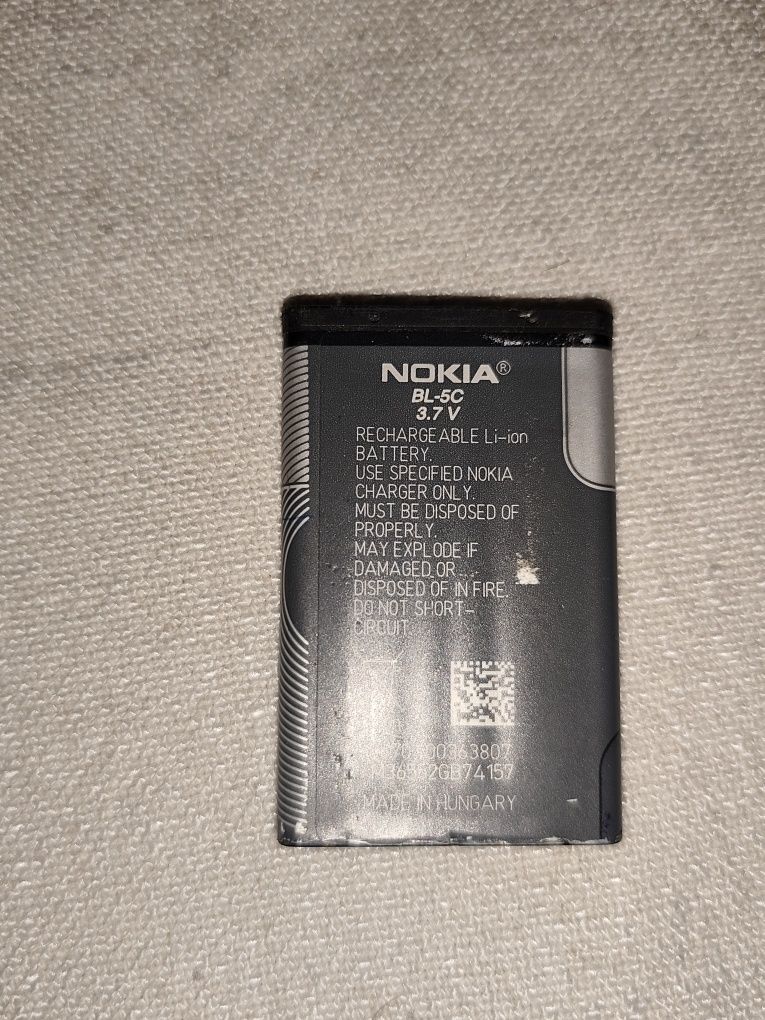 NOKIA®
BL-5C
3.7 V
RECHARGEABLE Li-ion
BATTERY.
USE SPECIFIED NOKIA
CHARGER ONLY.
MUST BE DISPOSED OF
PROPERLY.
MAY EXPLODE IF
DAMAGED OR
DISPOSED OF IN FIRE.
DO NOT SHORT-
CIRCUIT.
MADE IN HUNGARY